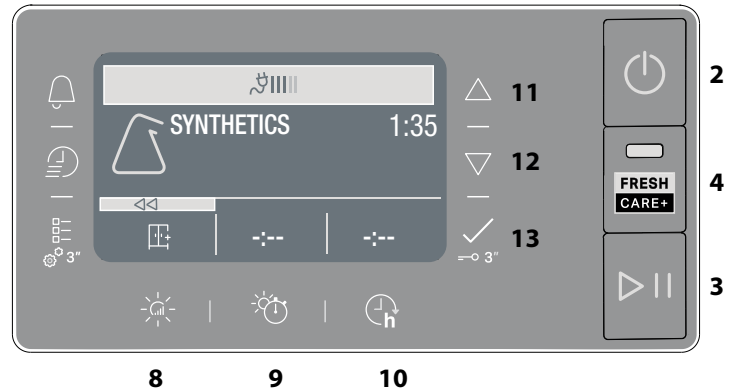 SYNTHETICS 1:35
-:-- -:--
3” 3”
h
FRESH
CARE+
2
4
3
11
12
13
8 9 10